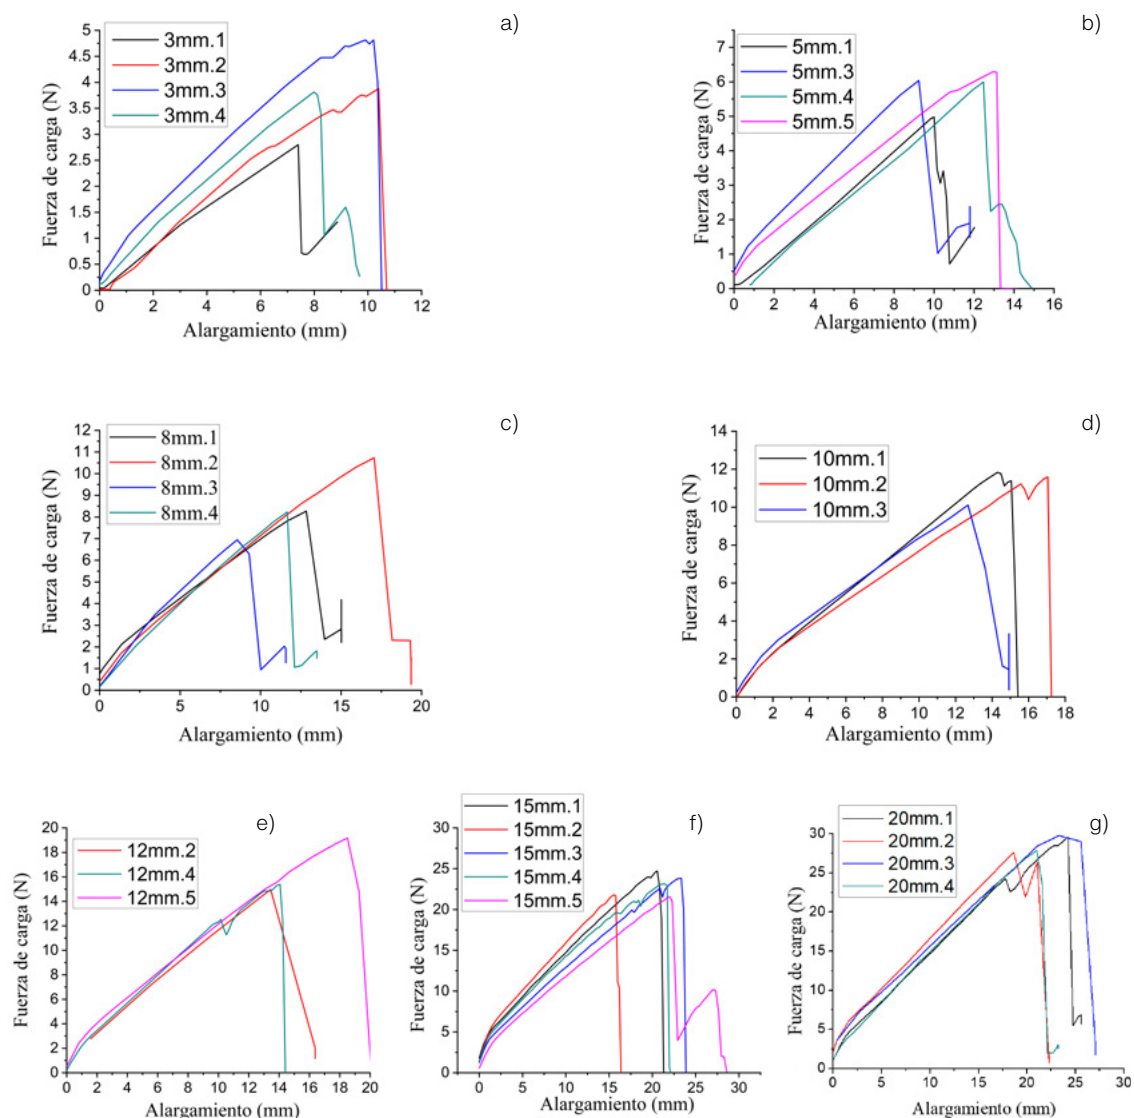 a)
3mm.1
3mm.2
3mm.3
3mm.4
Fuerza de carga (N)
5
4.5
4
3.5
3
2.5
2
1.5
1
0.5
0
0 2 4 6 8 10 12
Alargamiento (mm)
b)
5mm.1
5mm.3
5mm.4
5mm.5
Fuerza de carga (N)
7
6
5
4
3
2
1
0
0 2 4 6 8 10 12 14 16
Alargamiento (mm)
c)
8mm.1
8mm.2
8mm.3
8mm.4
Fuerza de carga (N)
12
11
10
9
8
7
6
5
4
3
2
1
0
0 5 10 15 20
Alargamiento (mm)
d)
10mm.1
10mm.2
10mm.3
Fuerza de carga (N)
14
12
10
8
6
4
2
0
0 2 4 6 8 10 12 14 16 18
Alargamiento (mm)
e)
12mm.2
12mm.4
12mm.5
Fuerza de carga (N)
20
18
16
14
12
10
8
6
4
2
0
0 2 4 6 8 10 12 14 16 18 20
Alargamiento (mm)
f)
15mm.1
15mm.2
15mm.3
15mm.4
15mm.5
Fuerza de carga (N)
30
25
20
15
10
5
0
0 5 10 15 20 25 30
Alargamiento (mm)
g)
20mm.1
20mm.2
20mm.3
20mm.4
Fuerza de carga (N)
30
25
20
15
10
5
0
0 5 10 15 20 25 30
Alargamiento (mm)